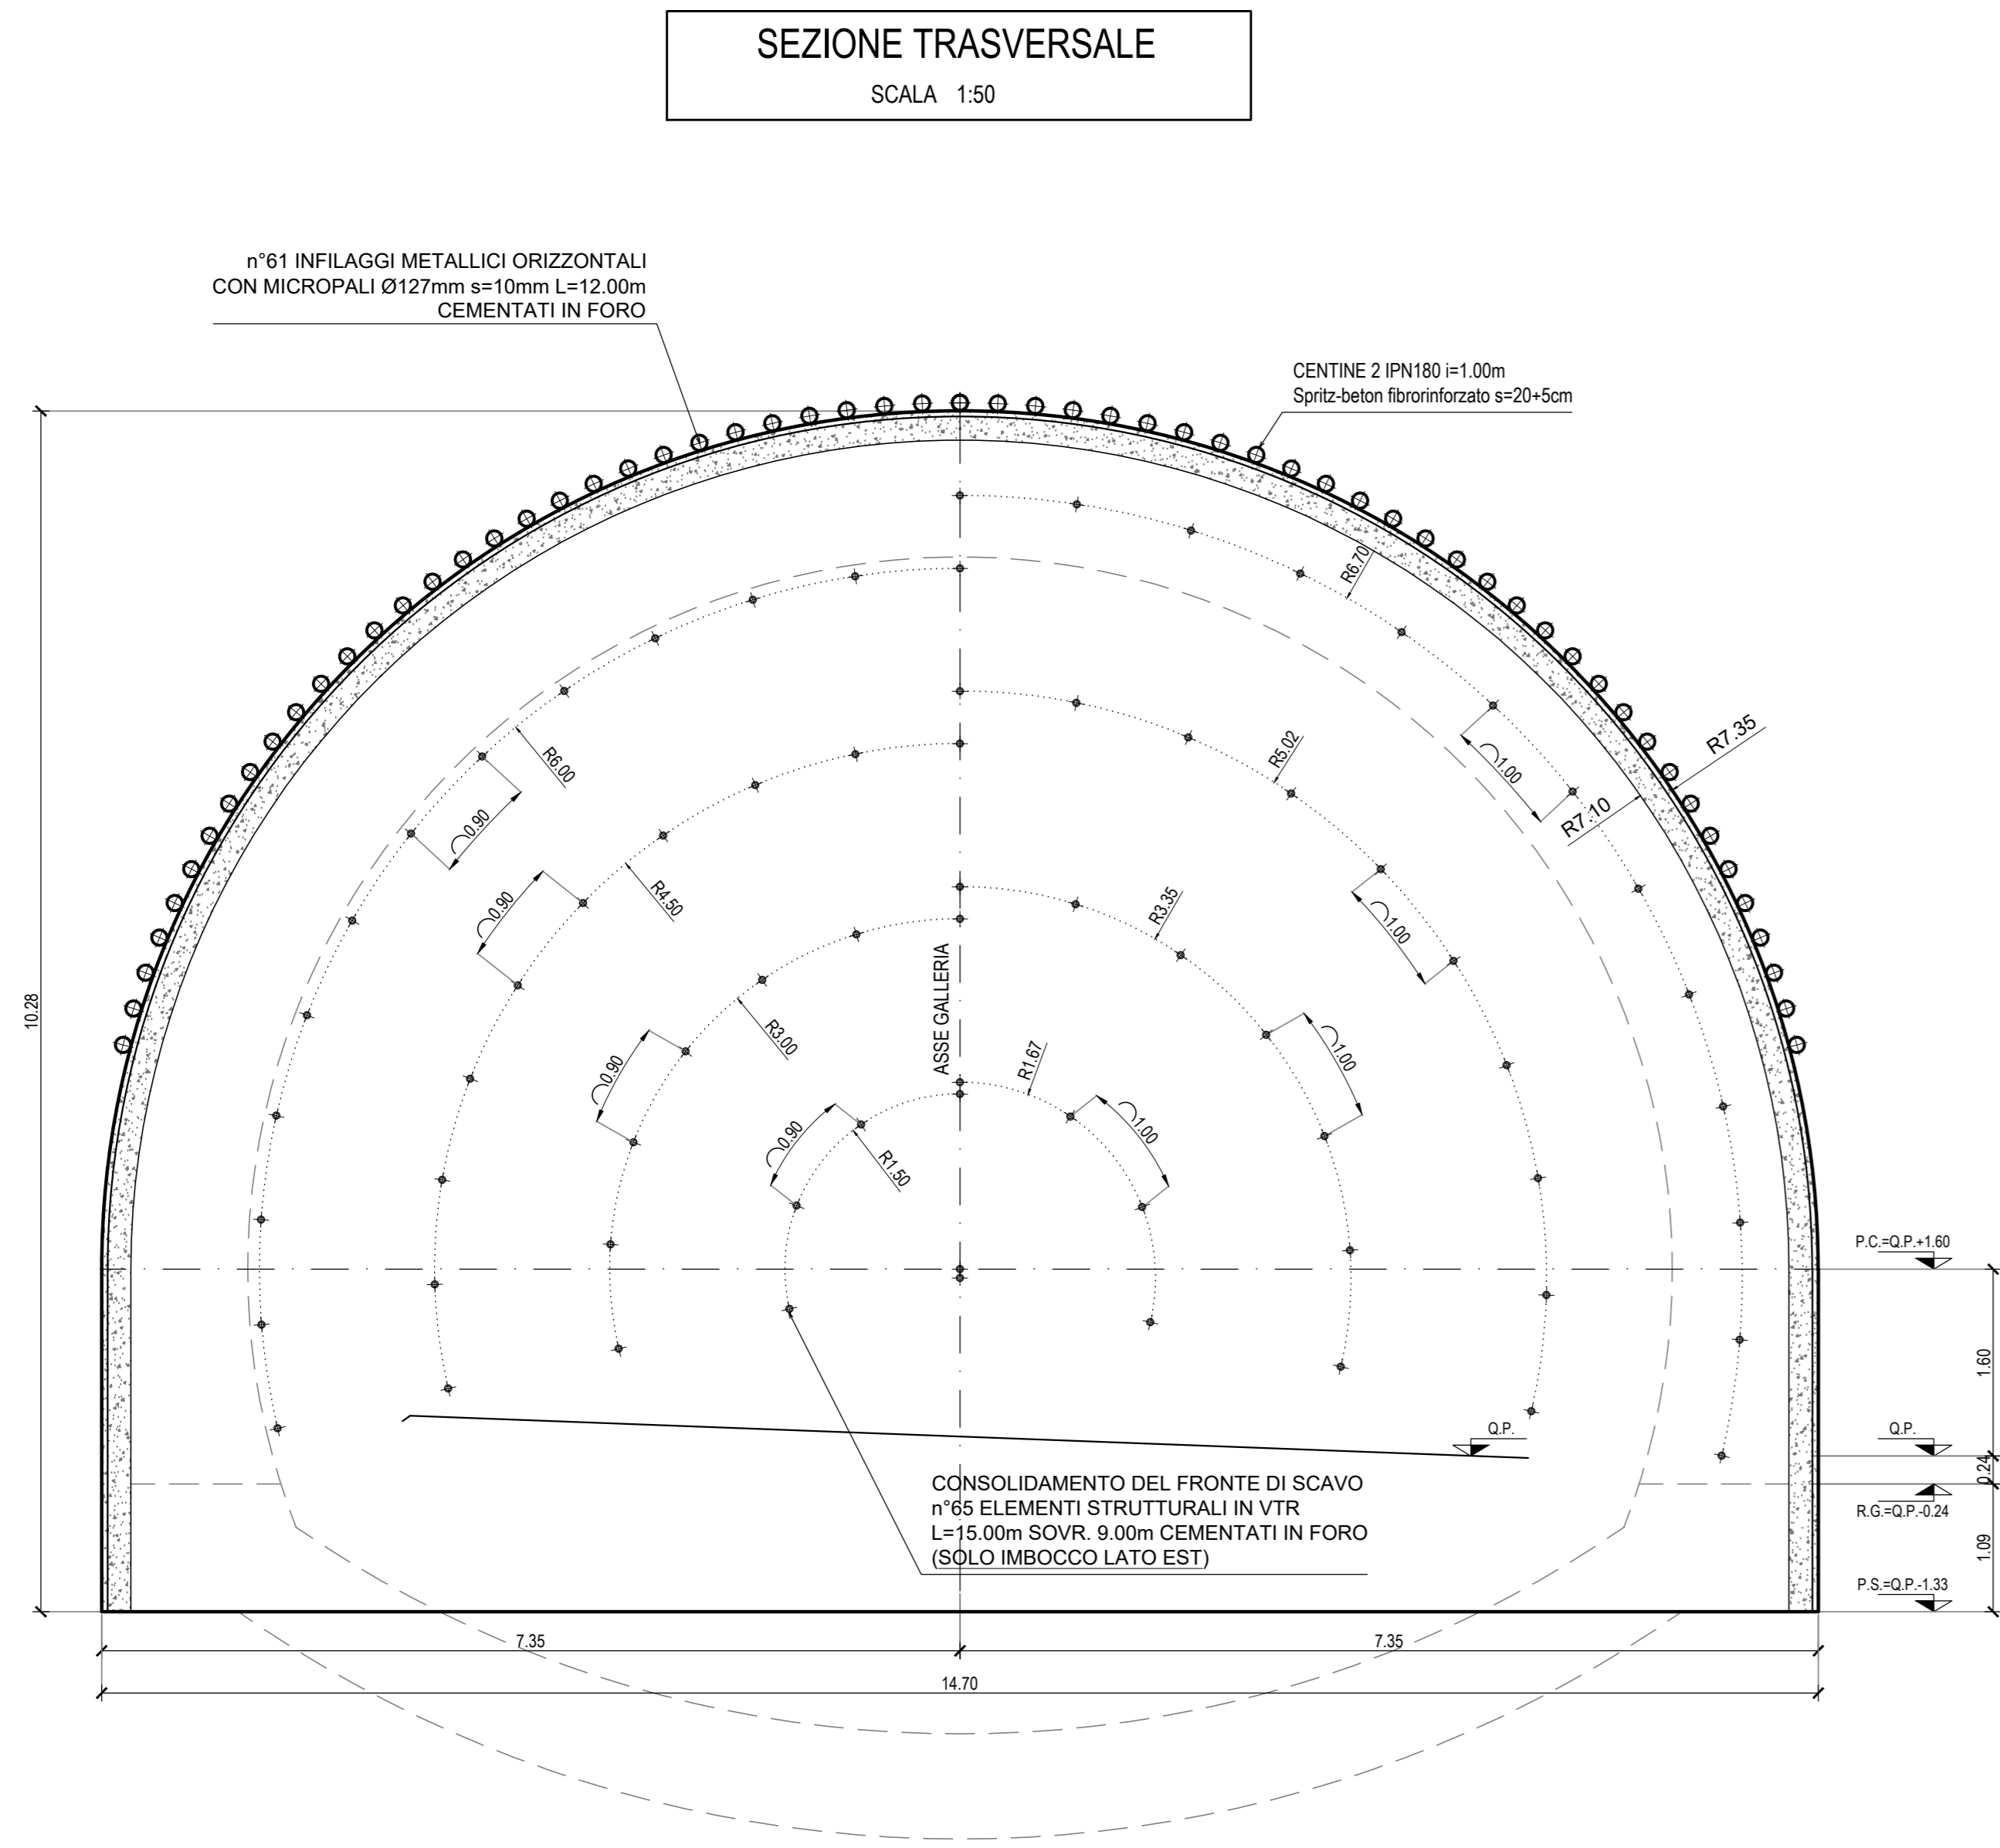 SEZIONE TRASVERSALE
SCALA 1:50
n°61 INFILAGGI METALLICI ORIZZONTALI
CON MICROPALI Ø127mm s=10mm L=12.00m
CEMENTATI IN FORO
CENTINE 2 IPN180 i=1.00m
Spritz-beton fibrorinforzato s=20+5cm
R6.70
R7.35
R5.02
R6.00
1.00
R7.10
0.90
R4.50
0.90
R3.35
1.00
ASSE GALLERIA
10.28
R3.00
R1.67
0.90
1.00
0.90
1.00
R1.50
P.C.=Q.P.+1.60
1.60
Q.P.
Q.P.
0.24
CONSOLIDAMENTO DEL FRONTE DI SCAVO
n°65 ELEMENTI STRUTTURALI IN VTR
L=15.00m SOVR. 9.00m CEMENTATI IN FORO
(SOLO IMBOCCO LATO EST)
R.G.=Q.P.-0.24
1.09
P.S.=Q.P.-1.33
7.35
7.35
14.70